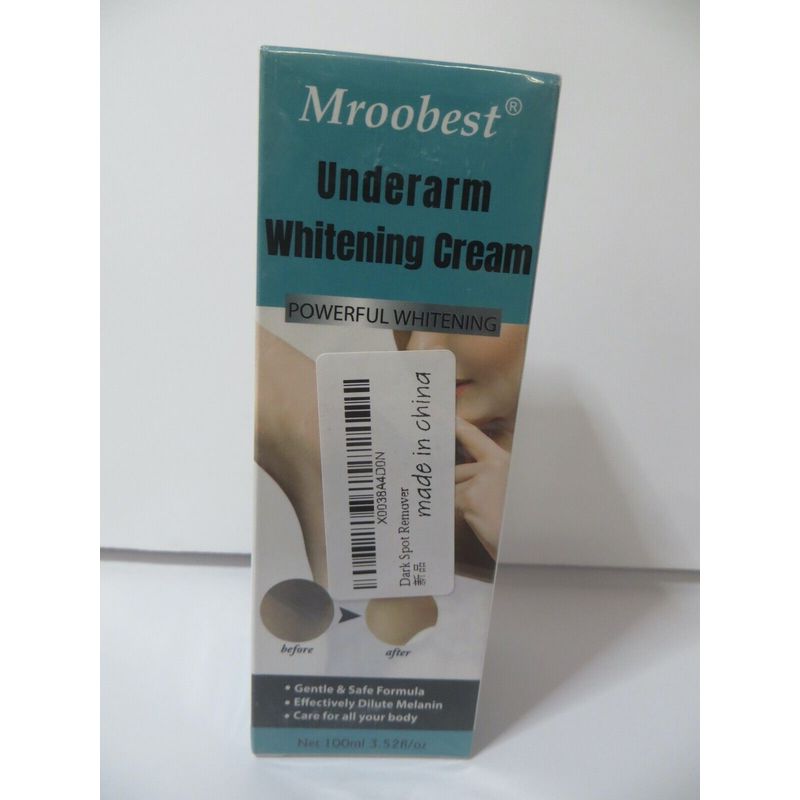 Mroobest®
Underarm
Whitening Cream
POWERFUL WHITENING
X0038A4D0N
Dark Spot Remover
新品
made in china
before
after
• Gentle & Safe Formula
• Effectively Dilute Melanin
• Care for all your body
Net 100ml 3.52fl/oz